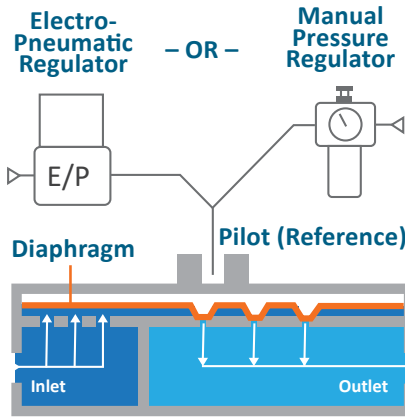 Electro-
Pneumatic
Regulator
– OR –
Manual
Pressure
Regulator
E/P
Pilot (Reference)
Diaphragm
Inlet
Outlet